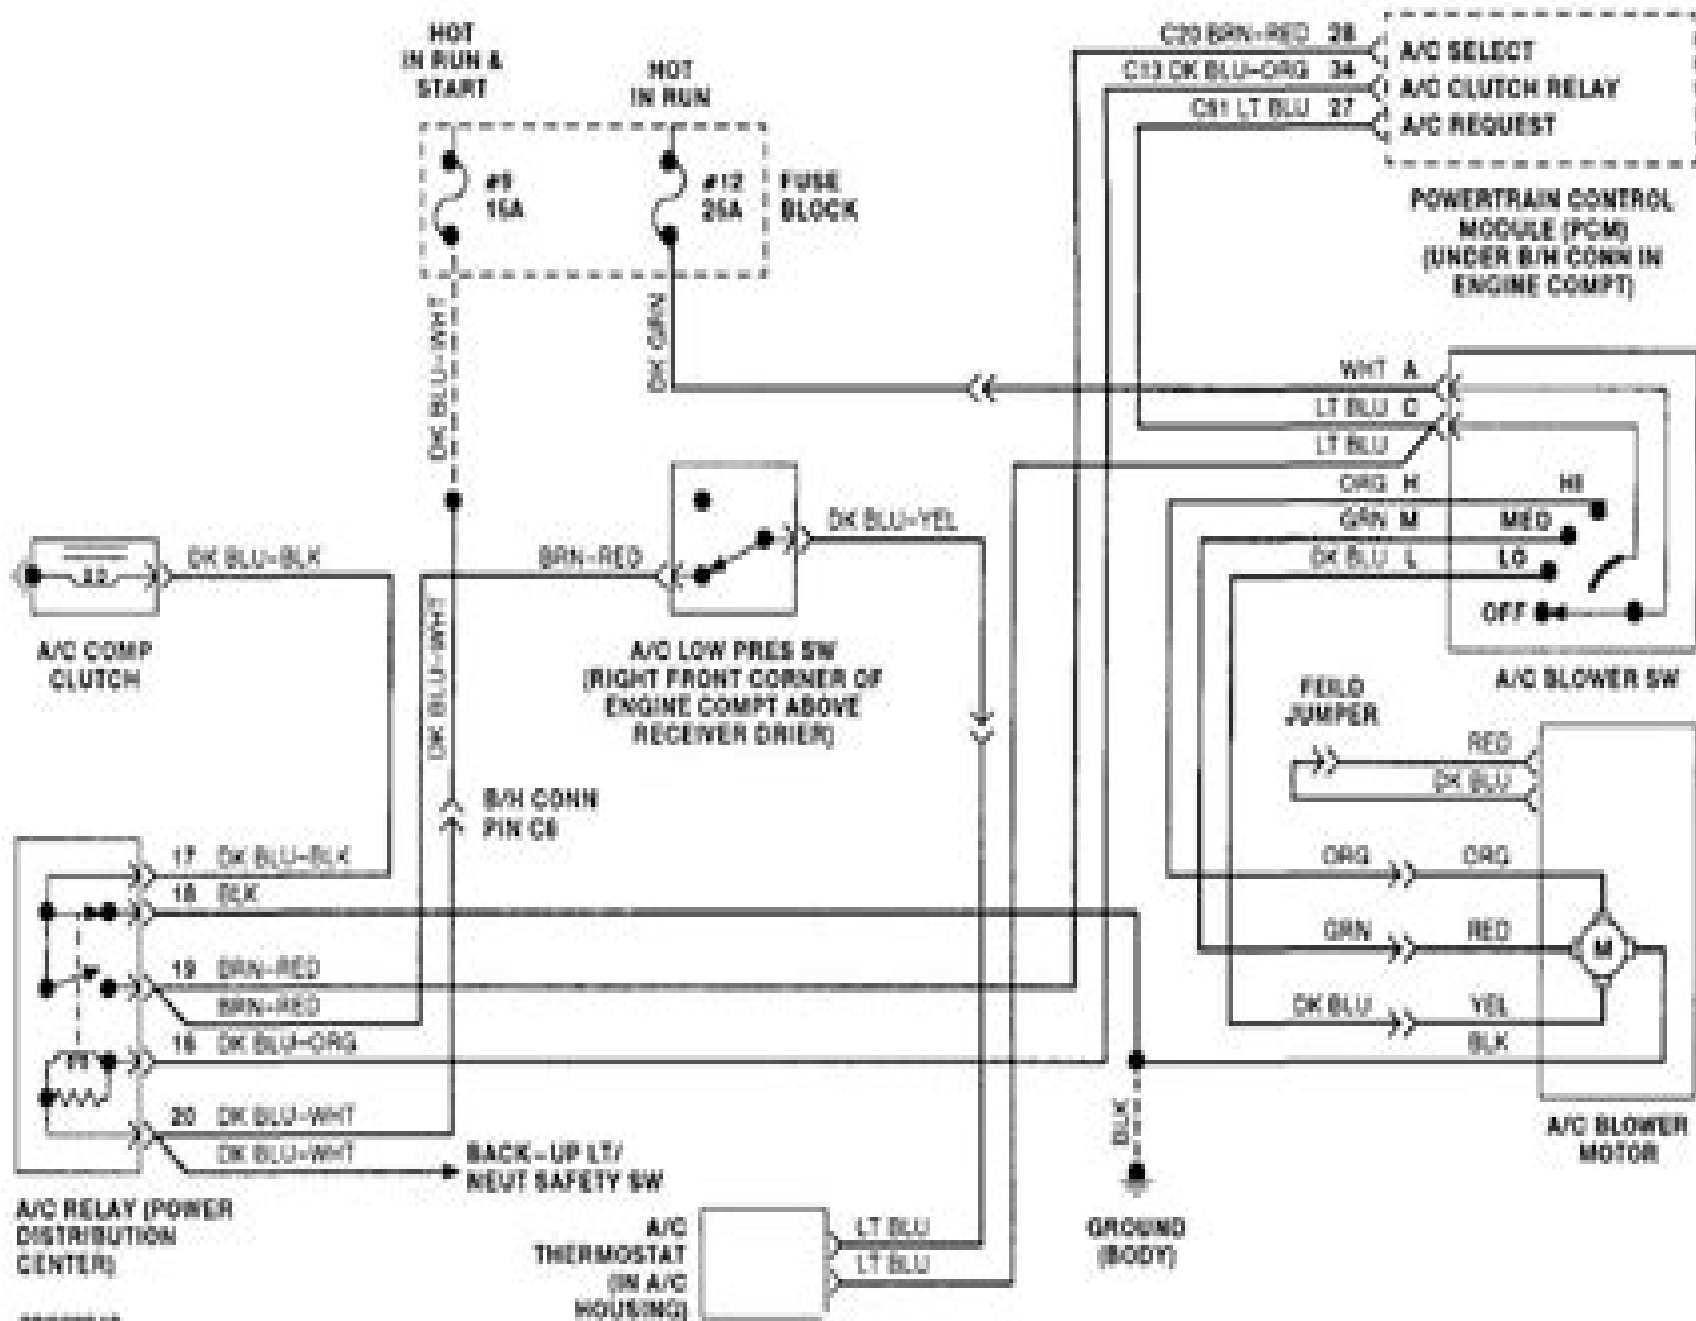 HOT
IN RUN &
START
HOT
IN RUN
#9
15A
#12
25A
FUSE
BLOCK
C20 BRN-RED 28
A/C SELECT
C13 DK BLU-ORG 34
A/C CLUTCH RELAY
C91 LT BLU 27
A/C REQUEST
POWERTRAIN CONTROL
MODULE (PCM)
(UNDER B/H CONN IN
ENGINE COMPT)
DK BLU-WHT
DK GRN
WHT A
LT BLU
LT BLU
ORG H
HI
GRN M
MED
DK BLU L
LO
OFF
A/C BLOWER SW
DK BLU-BLK
A/C COMP
CLUTCH
BRN-RED
DK BLU-YEL
A/C LOW PRES SW
(RIGHT FRONT CORNER OF
ENGINE COMPT ABOVE
RECEIVER DRIER)
DK BLU-WHT
B/H CONN
PIN C6
FEILD
JUMPER
RED
DK BLU
ORG
ORG
GRN
RED
M
DK BLU
YEL
BLK
A/C BLOWER
MOTOR
17 DK BLU-BLK
18 BLK
19 BRN-RED
BRN-RED
16 DK BLU-ORG
20 DK BLU-WHT
DK BLU-WHT
BACK-UP LT/
NEUT SAFETY SW
A/C RELAY (POWER
DISTRIBUTION
CENTER)
A/C
THERMOSTAT
(IN A/C
HOUSING)
LT BLU
LT BLU
BLK
GROUND
(BODY)